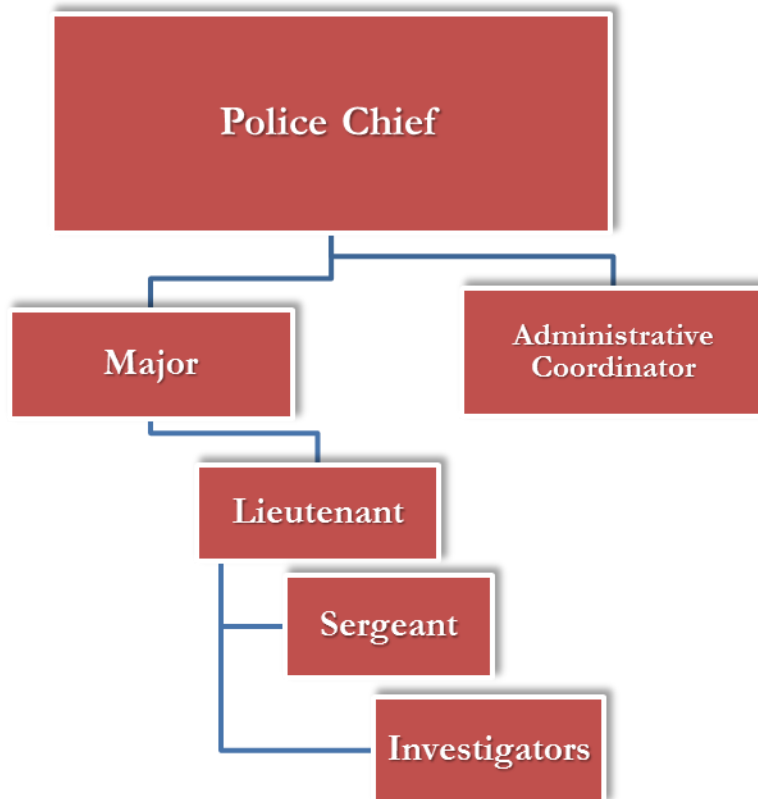 Police Chief
Major
Administrative
Coordinator
Lieutenant
Sergeant
Investigators